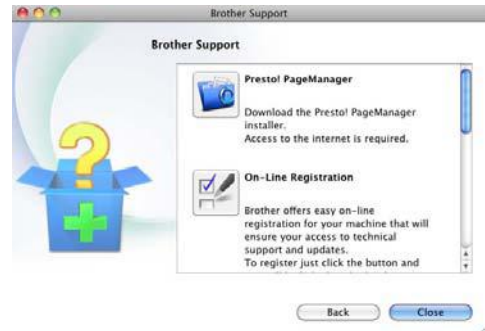 Brother Support
Brother Support
Presto! PageManager
Download the Presto! PageManager
installer.
Access to the internet is required.
On-Line Registration
Brother offers easy on-line
registration for your machine that will
ensure your access to technical
support and updates.
To register just click the button and
Back
Close